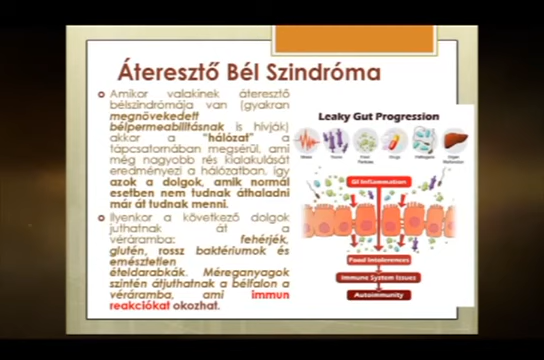 Áteresztő Bél Szindróma
Amikor valakinek áteresztő
bélszindrómája van (gyakran
megnövekedett
bélpermeabilitásnak is hívják)
akkor a "hálózat" a
tápcsatornában megsérül, ami
még nagyobb rés kialakulását
eredményezi a hálózatban, így
azok a dolgok, amik normál
esetben nem tudnak áthaladni
már át tudnak menni.
Ilyenkor a következő dolgok
juthatnak át a
véráramba: fehérjék,
glutén, rossz baktériumok és
emésztetlen
ételdarabkák. Méreganyagok
szintén átjuthatnak a bélfalon a
véráramba, ami immun
reakciókat okozhat.
Leaky Gut Progression
GI Inflammation
Food Intolerences
Immune System Issues
Autoimmunity